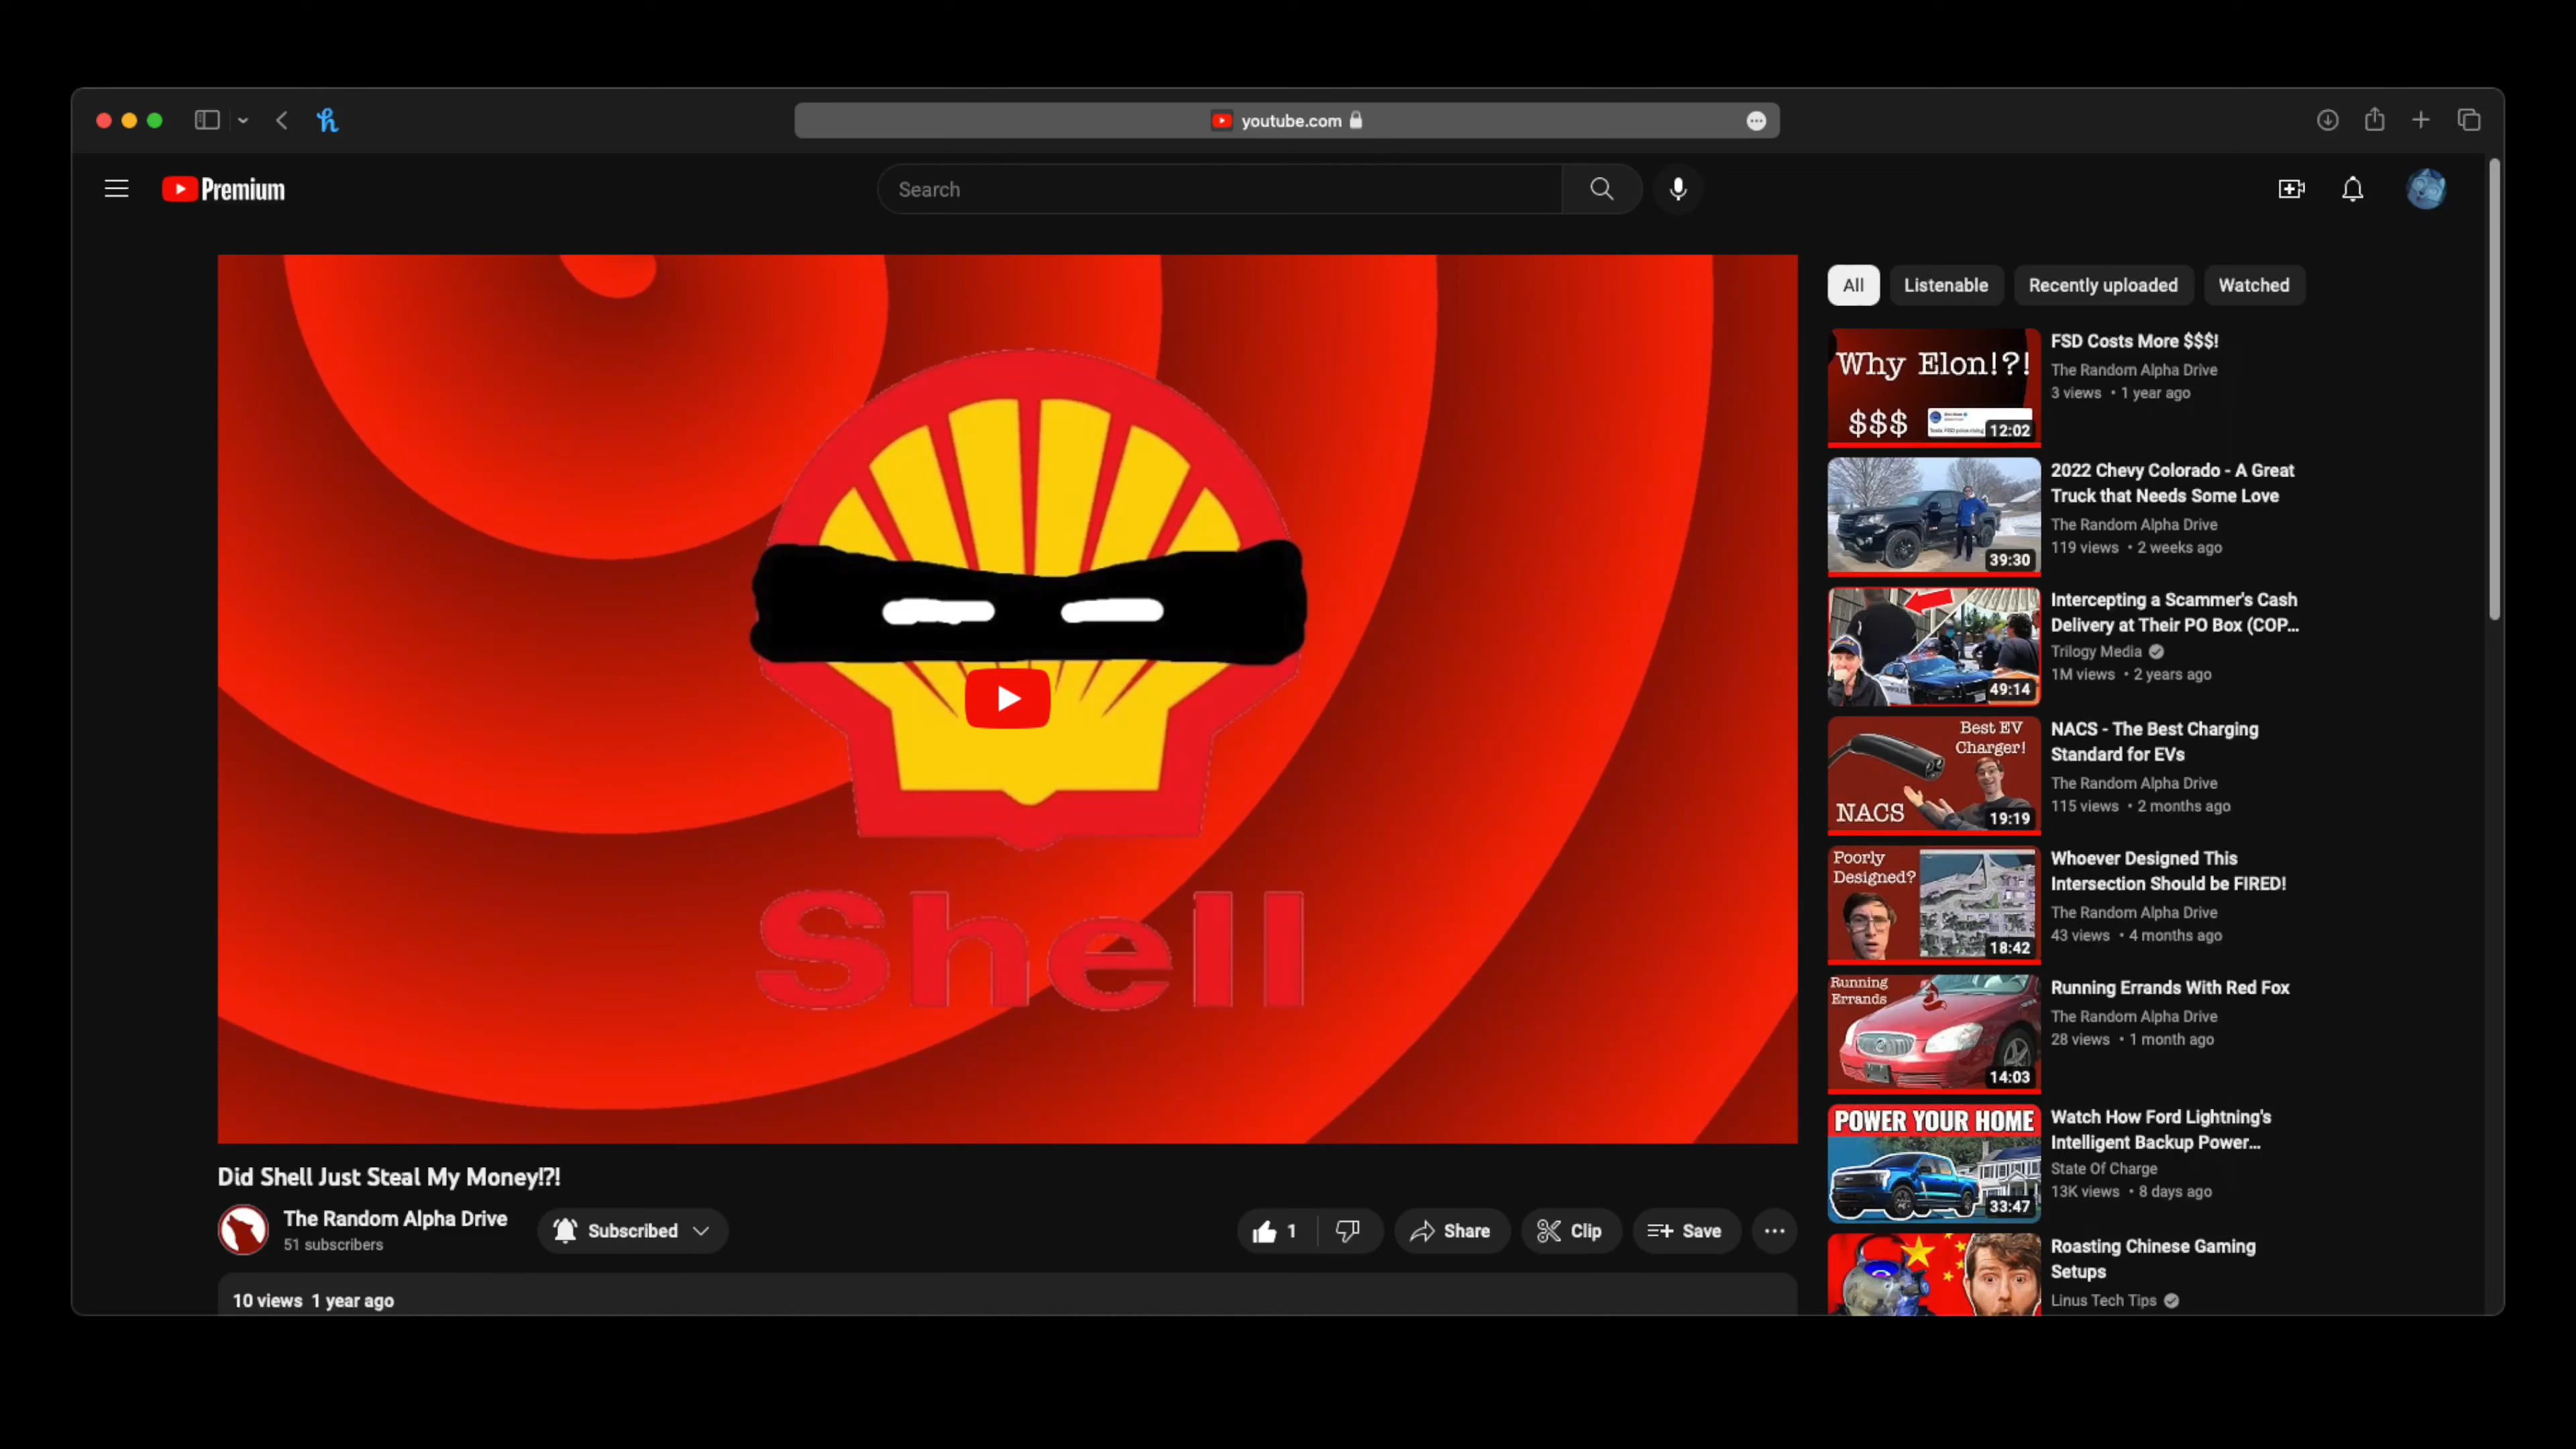 youtube.com
Premium
Search
Shell
Did Shell Just Steal My Money!?!
The Random Alpha Drive
51 subscribers
Subscribed
1
Share
Clip
Save
10 views 1 year ago
All
Listenable
Recently uploaded
Watched
Why Elon!?!
$$$
12:02
FSD Costs More $$$!
The Random Alpha Drive
3 views • 1 year ago
39:30
2022 Chevy Colorado - A Great
Truck that Needs Some Love
The Random Alpha Drive
119 views • 2 weeks ago
49:14
Intercepting a Scammer's Cash
Delivery at Their PO Box (COP...
Trilogy Media
1M views • 2 years ago
Best EV
Charger!
NACS
19:19
NACS - The Best Charging
Standard for EVs
The Random Alpha Drive
115 views • 2 months ago
Poorly
Designed?
18:42
Whoever Designed This
Intersection Should be FIRED!
The Random Alpha Drive
43 views • 4 months ago
Running
Errands
14:03
Running Errands With Red Fox
The Random Alpha Drive
28 views • 1 month ago
POWER YOUR HOME
33:47
Watch How Ford Lightning's
Intelligent Backup Power...
State Of Charge
13K views • 8 days ago
Roasting Chinese Gaming
Setups
Linus Tech Tips